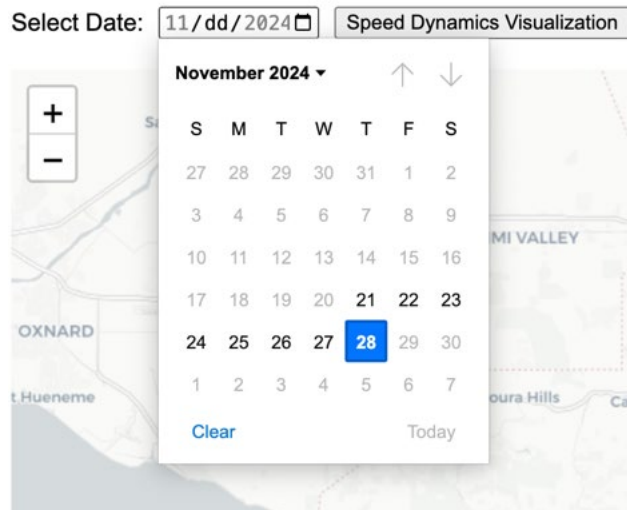 Select Date: 11/dd/2024 Speed Dynamics Visualization
November 2024
+
−
S M T W T F S
27 28 29 30 31 1 2
3 4 5 6 7 8 9
10 11 12 13 14 15 16
MI VALLEY
17 18 19 20 21 22 23
OXNARD
24 25 26 27 28 29 30
1 2 3 4 5 6 7
t Hueneme
oura Hills
Ca
Clear Today